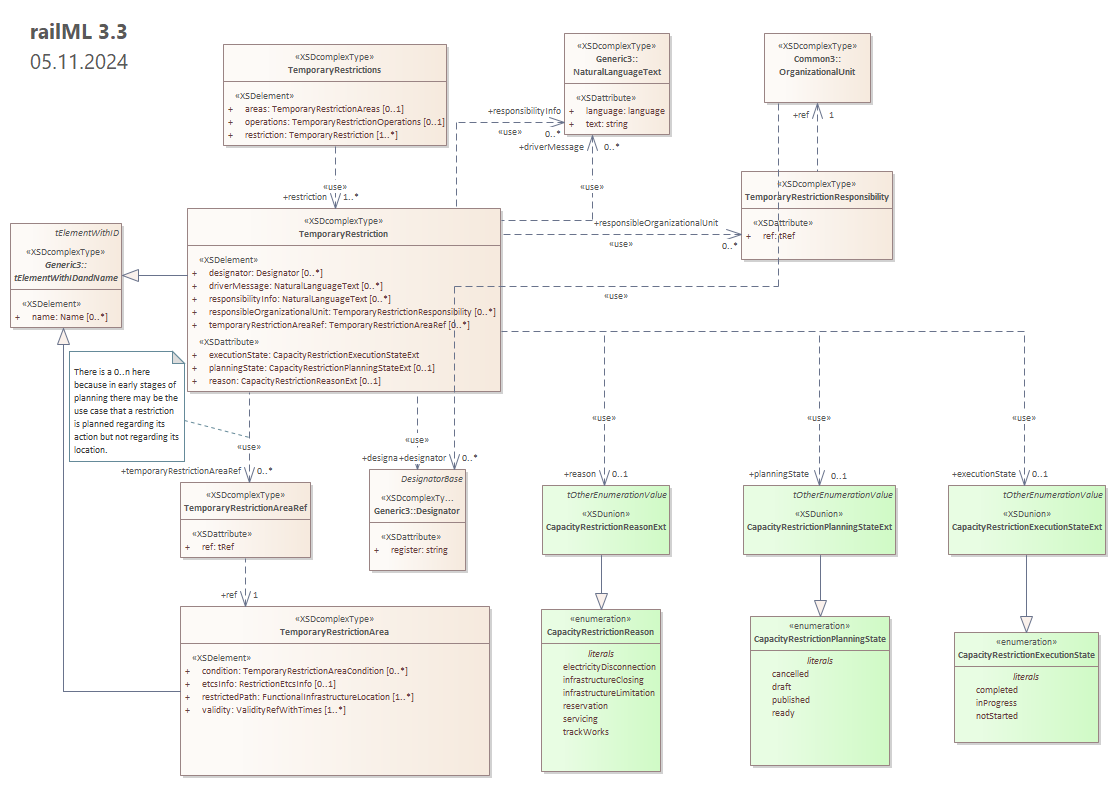 railML 3.3
05.11.2024
«XSDcomplexType»
TemporaryRestrictions
«XSDelement»
+ areas: TemporaryRestrictionAreas [0..1]
+ operations: TemporaryRestrictionOperations [0..1]
+ restriction: TemporaryRestriction [1..*]
«XSDcomplexType»
Generic3::
NaturalLanguageText
«XSDattribute»
+ language: language
+ text: string
«XSDcomplexType»
Common3::
OrganizationalUnit
+responsibilityInfo
«use»
0..*
+driverMessage
0..*
+ref
1
«use»
+restriction
1..*
«use»
«XSDcomplexType»
TemporaryRestrictionResponsibility
«XSDattribute»
+ ref: tRef
+responsibleOrganizationalUnit
«use»
0..*
«use»
tElementWithID
«XSDcomplexType»
Generic3::
tElementWithIDandName
«XSDelement»
+ name: Name [0..*]
«XSDcomplexType»
TemporaryRestriction
«XSDelement»
+ designator: Designator [0..*]
+ driverMessage: NaturalLanguageText [0..*]
+ responsibilityInfo: NaturalLanguageText [0..*]
+ responsibleOrganizationalUnit: TemporaryRestrictionResponsibility [0..*]
+ temporaryRestrictionAreaRef: TemporaryRestrictionAreaRef [0..*]
«XSDattribute»
+ executionState: CapacityRestrictionExecutionStateExt
+ planningState: CapacityRestrictionPlanningStateExt [0..1]
+ reason: CapacityRestrictionReasonExt [0..1]
There is a 0..n here
because in early stages of
planning there may be the
use case that a restriction
is planned regarding its
action but not regarding its
location.
«use»
+temporaryRestrictionAreaRef
0..*
«use»
+designa+designator
0..*
«use»
+reason
0..1
«use»
+planningState
0..1
«use»
+executionState
0..1
«XSDcomplexType»
TemporaryRestrictionAreaRef
«XSDattribute»
+ ref: tRef
DesignatorBase
«XSDcomplexTy...
Generic3::Designator
«XSDattribute»
+ register: string
tOtherEnumerationValue
«XSDunion»
CapacityRestrictionReasonExt
tOtherEnumerationValue
«XSDunion»
CapacityRestrictionPlanningStateExt
tOtherEnumerationValue
«XSDunion»
CapacityRestrictionExecutionStateExt
+ref
1
«XSDcomplexType»
TemporaryRestrictionArea
«XSDelement»
+ condition: TemporaryRestrictionAreaCondition [0..*]
+ etcsInfo: RestrictionEtcsInfo [0..1]
+ restrictedPath: FunctionalInfrastructureLocation [1..*]
+ validity: ValidityRefWithTimes [1..*]
«enumeration»
CapacityRestrictionReason
literals
electricityDisconnection
infrastructureClosing
infrastructureLimitation
reservation
servicing
trackWorks
«enumeration»
CapacityRestrictionPlanningState
literals
cancelled
draft
published
ready
«enumeration»
CapacityRestrictionExecutionState
literals
completed
inProgress
notStarted